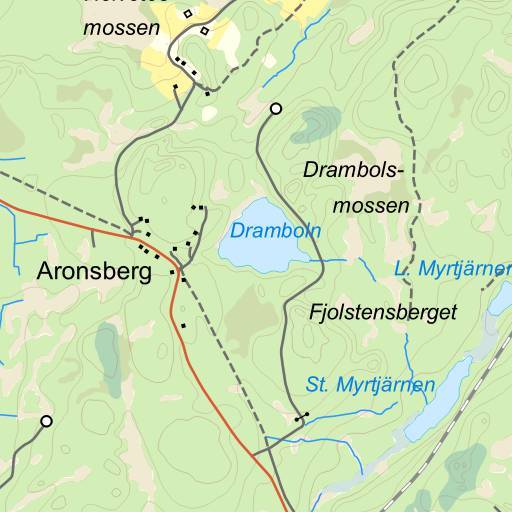 mossen
Drambols-
mossen
Dramboln
L. Myrtjärnen
Aronsberg
Fjolstensberget
St. Myrtjärnen